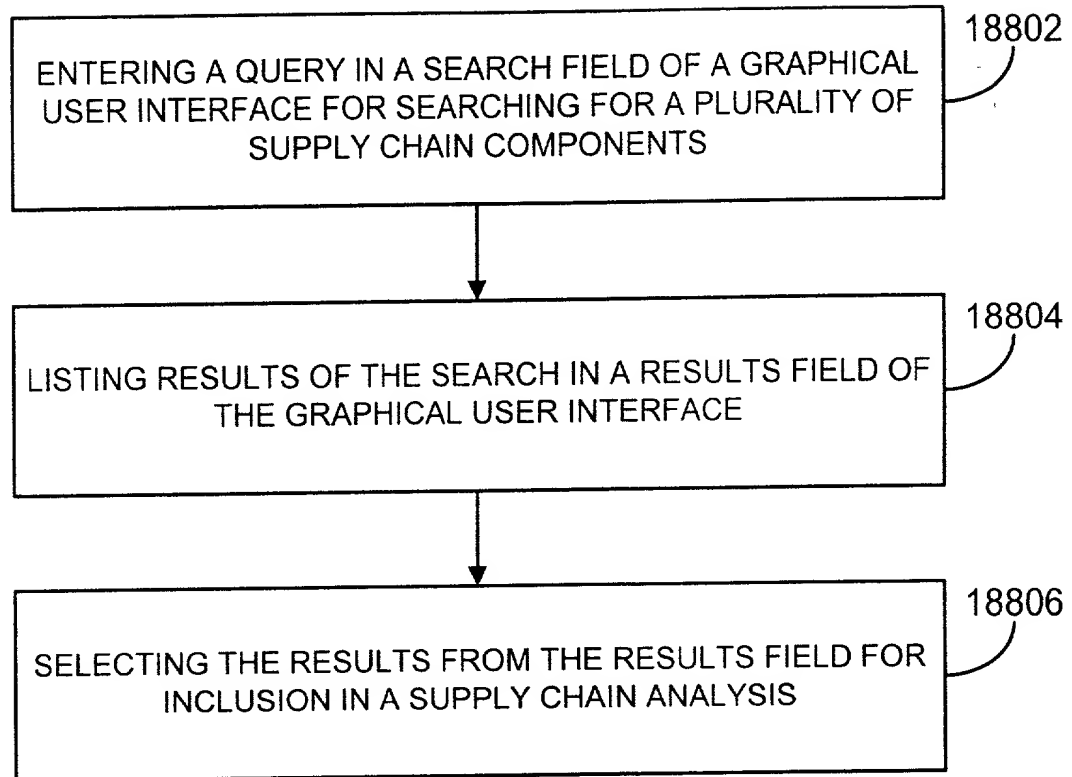 18802
ENTERING A QUERY IN A SEARCH FIELD OF A GRAPHICAL
USER INTERFACE FOR SEARCHING FOR A PLURALITY OF
SUPPLY CHAIN COMPONENTS
18804
LISTING RESULTS OF THE SEARCH IN A RESULTS FIELD OF
THE GRAPHICAL USER INTERFACE
18806
SELECTING THE RESULTS FROM THE RESULTS FIELD FOR
INCLUSION IN A SUPPLY CHAIN ANALYSIS